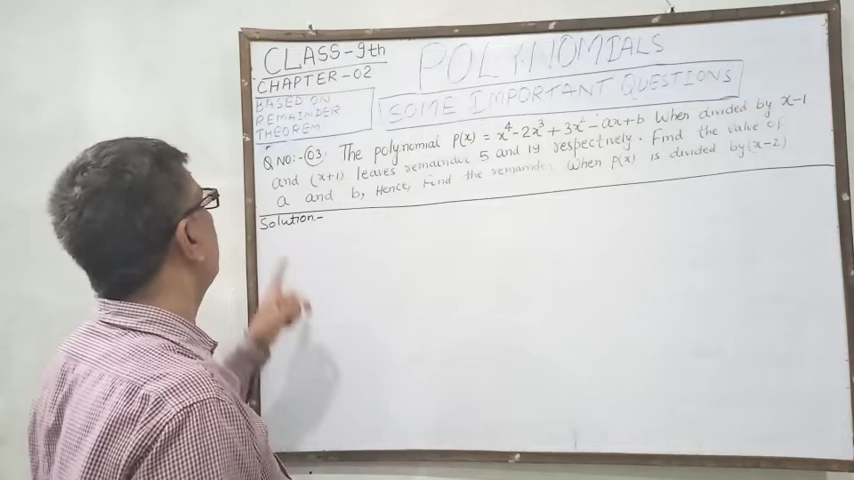 CLASS-9th
CHAPTER-02
POLYNOMIALS
BASED ON
REMAINDER
THEOREM
SOME IMPORTANT QUESTIONS
Q NO:-03. The polynomial P(x) = x⁴-2x³+3x²-ax+b When divided by x-1
and (x+1) leaves remainder 5 and 19 respectively. Find the value of
a and b, Hence, Find the remainder When P(x) is divided by (x-2)
Solution-